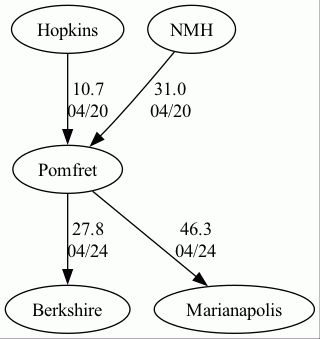 Hopkins NMH
10.7 31.0
04/20 04/20
Pomfret
27.8 46.3
04/24 04/24
Berkshire Marianapolis